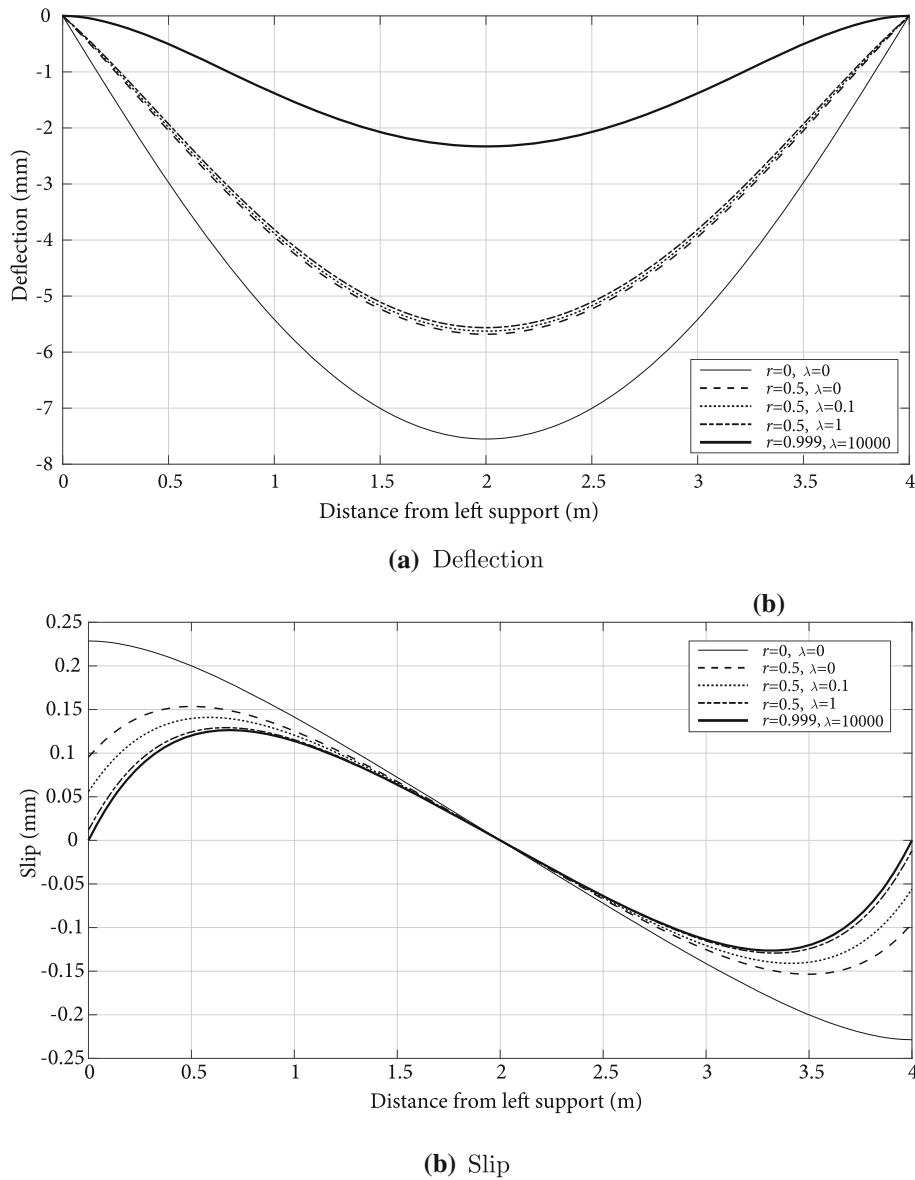 0
-1
-2
-3
-4
-5
-6
-7
-8
Deflection (mm)
r=0, λ=0
r=0.5, λ=0
r=0.5, λ=0.1
r=0.5, λ=1
r=0.999, λ=10000
0 0.5 1 1.5 2 2.5 3 3.5 4
Distance from left support (m)
(a) Deflection
(b)
0.25
0.2
0.15
0.1
0.05
0
-0.05
-0.1
-0.15
-0.2
-0.25
Slip (mm)
r=0, λ=0
r=0.5, λ=0
r=0.5, λ=0.1
r=0.5, λ=1
r=0.999, λ=10000
0 0.5 1 1.5 2 2.5 3 3.5 4
Distance from left support (m)
(b) Slip